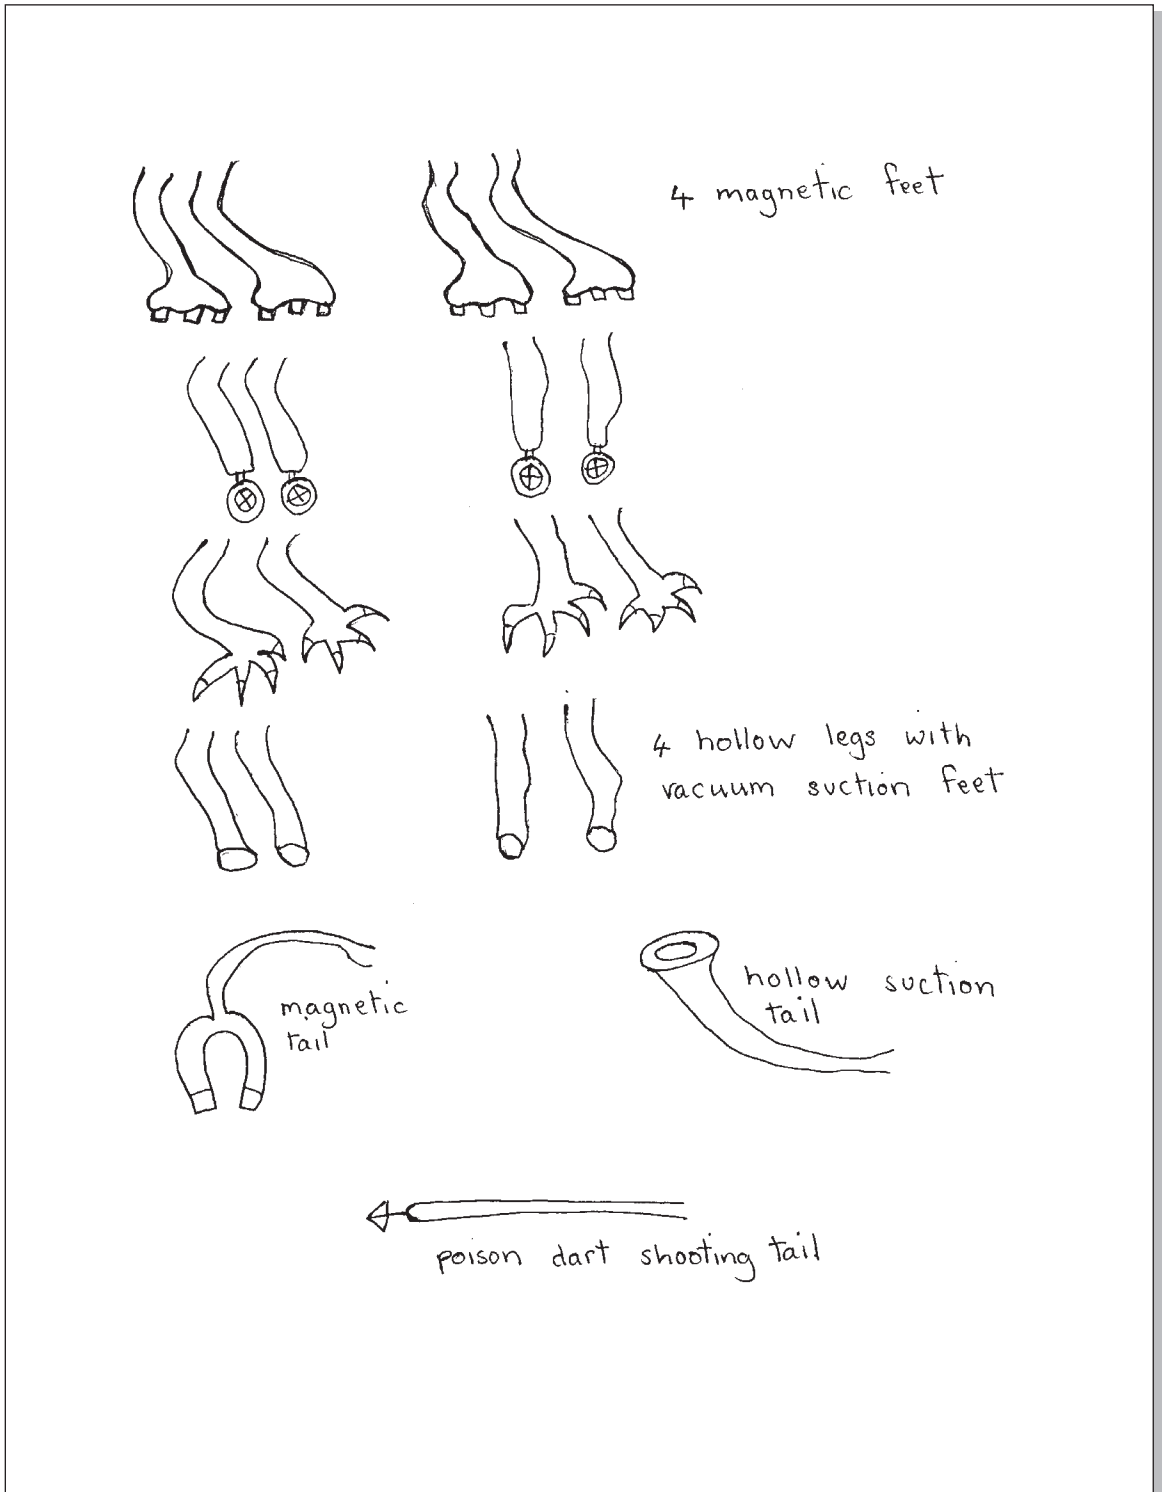 4 magnetic feet
4 hollow legs with
vacuum suction feet
magnetic
tail
hollow suction
tail
poison dart shooting tail